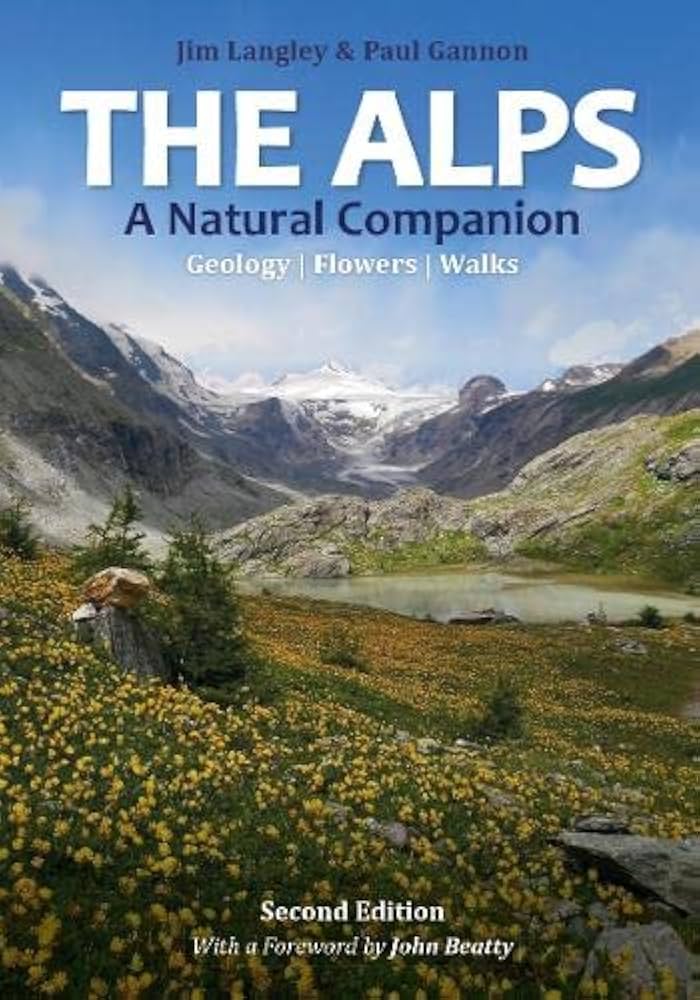 Jim Langley & Paul Gannon
THE ALPS
A Natural Companion
Geology | Flowers | Walks
Second Edition
With a Foreword by John Beatty